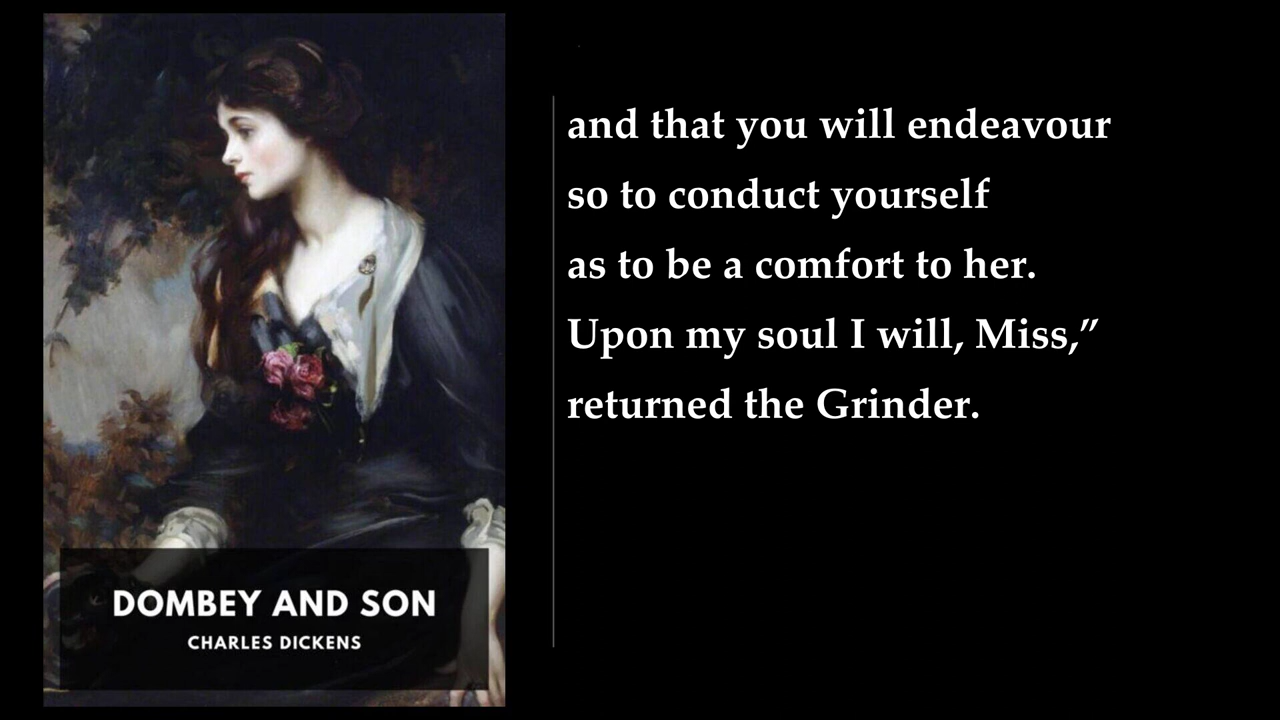 DOMBEY AND SON
CHARLES DICKENS
and that you will endeavour
so to conduct yourself
as to be a comfort to her.
Upon my soul I will, Miss,”
returned the Grinder.